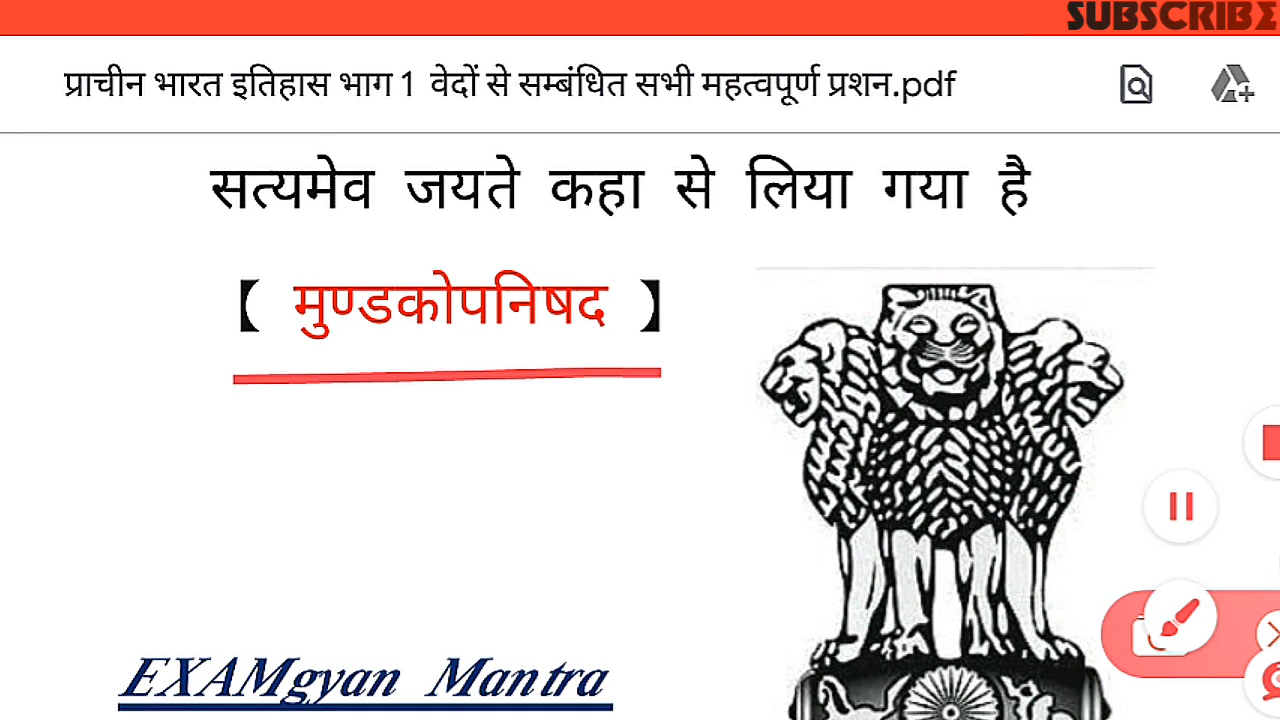 SUBSCRIBE
प्राचीन भारत इतिहास भाग 1 वेदों से सम्बंधित सभी महत्वपूर्ण प्रशन.pdf
सत्यमेव जयते कहा से लिया गया है
【 मुण्डकोपनिषद 】
EXAMgyan Mantra